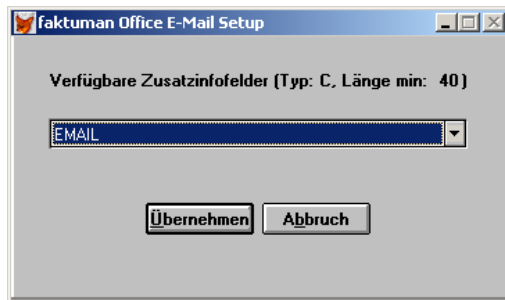 faktuman Office E-Mail Setup
Verfügbare Zusatzinfofelder (Typ: C, Länge min: 40)
EMAIL
Übernehmen Abbruch